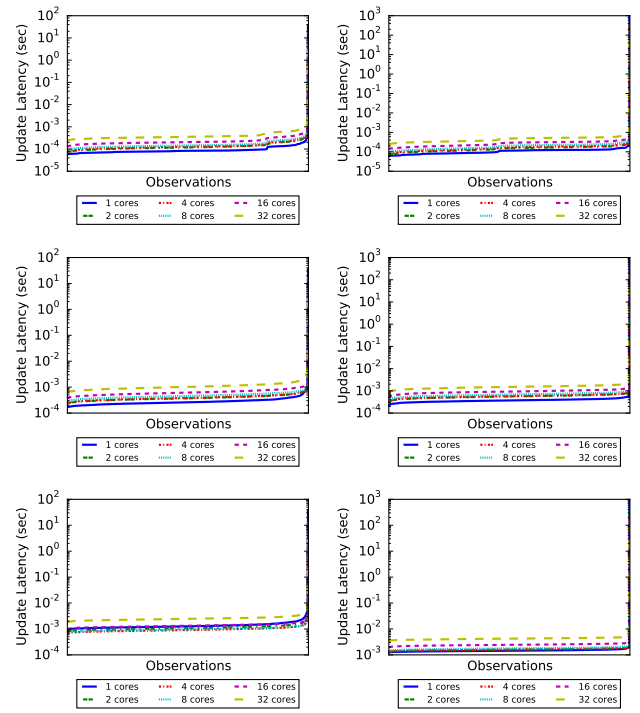 10^2
10^1
10^0
10^-1
10^-2
10^-3
10^-4
10^-5
Update Latency (sec)
Observations
1 cores 4 cores 16 cores
2 cores 8 cores 32 cores
10^3
10^2
10^1
10^0
10^-1
10^-2
10^-3
10^-4
10^-5
Update Latency (sec)
Observations
1 cores 4 cores 16 cores
2 cores 8 cores 32 cores
10^2
10^1
10^0
10^-1
10^-2
10^-3
10^-4
Update Latency (sec)
Observations
1 cores 4 cores 16 cores
2 cores 8 cores 32 cores
10^3
10^2
10^1
10^0
10^-1
10^-2
10^-3
10^-4
Update Latency (sec)
Observations
1 cores 4 cores 16 cores
2 cores 8 cores 32 cores
10^2
10^1
10^0
10^-1
10^-2
10^-3
10^-4
Update Latency (sec)
Observations
1 cores 4 cores 16 cores
2 cores 8 cores 32 cores
10^3
10^2
10^1
10^0
10^-1
10^-2
10^-3
Update Latency (sec)
Observations
1 cores 4 cores 16 cores
2 cores 8 cores 32 cores